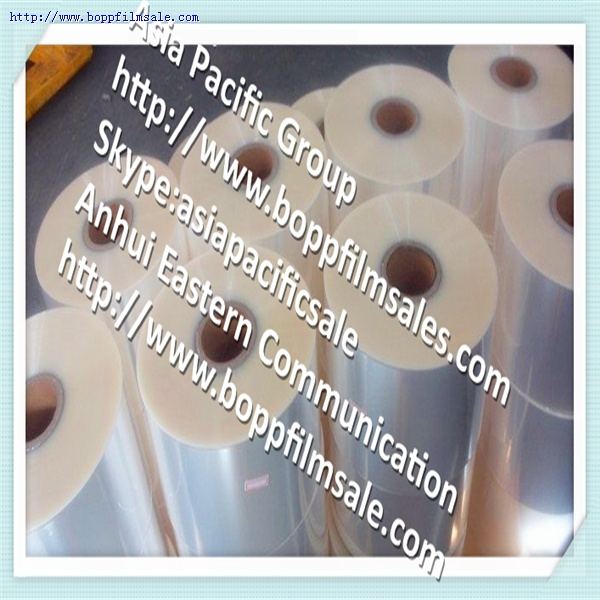 http://www.boppfilmsale.com
Asia Pacific Group
http://www.boppfilmsales.com
Skype:asiapacificsale
Anhui Eastern Communication
http://www.boppfilmsale.com